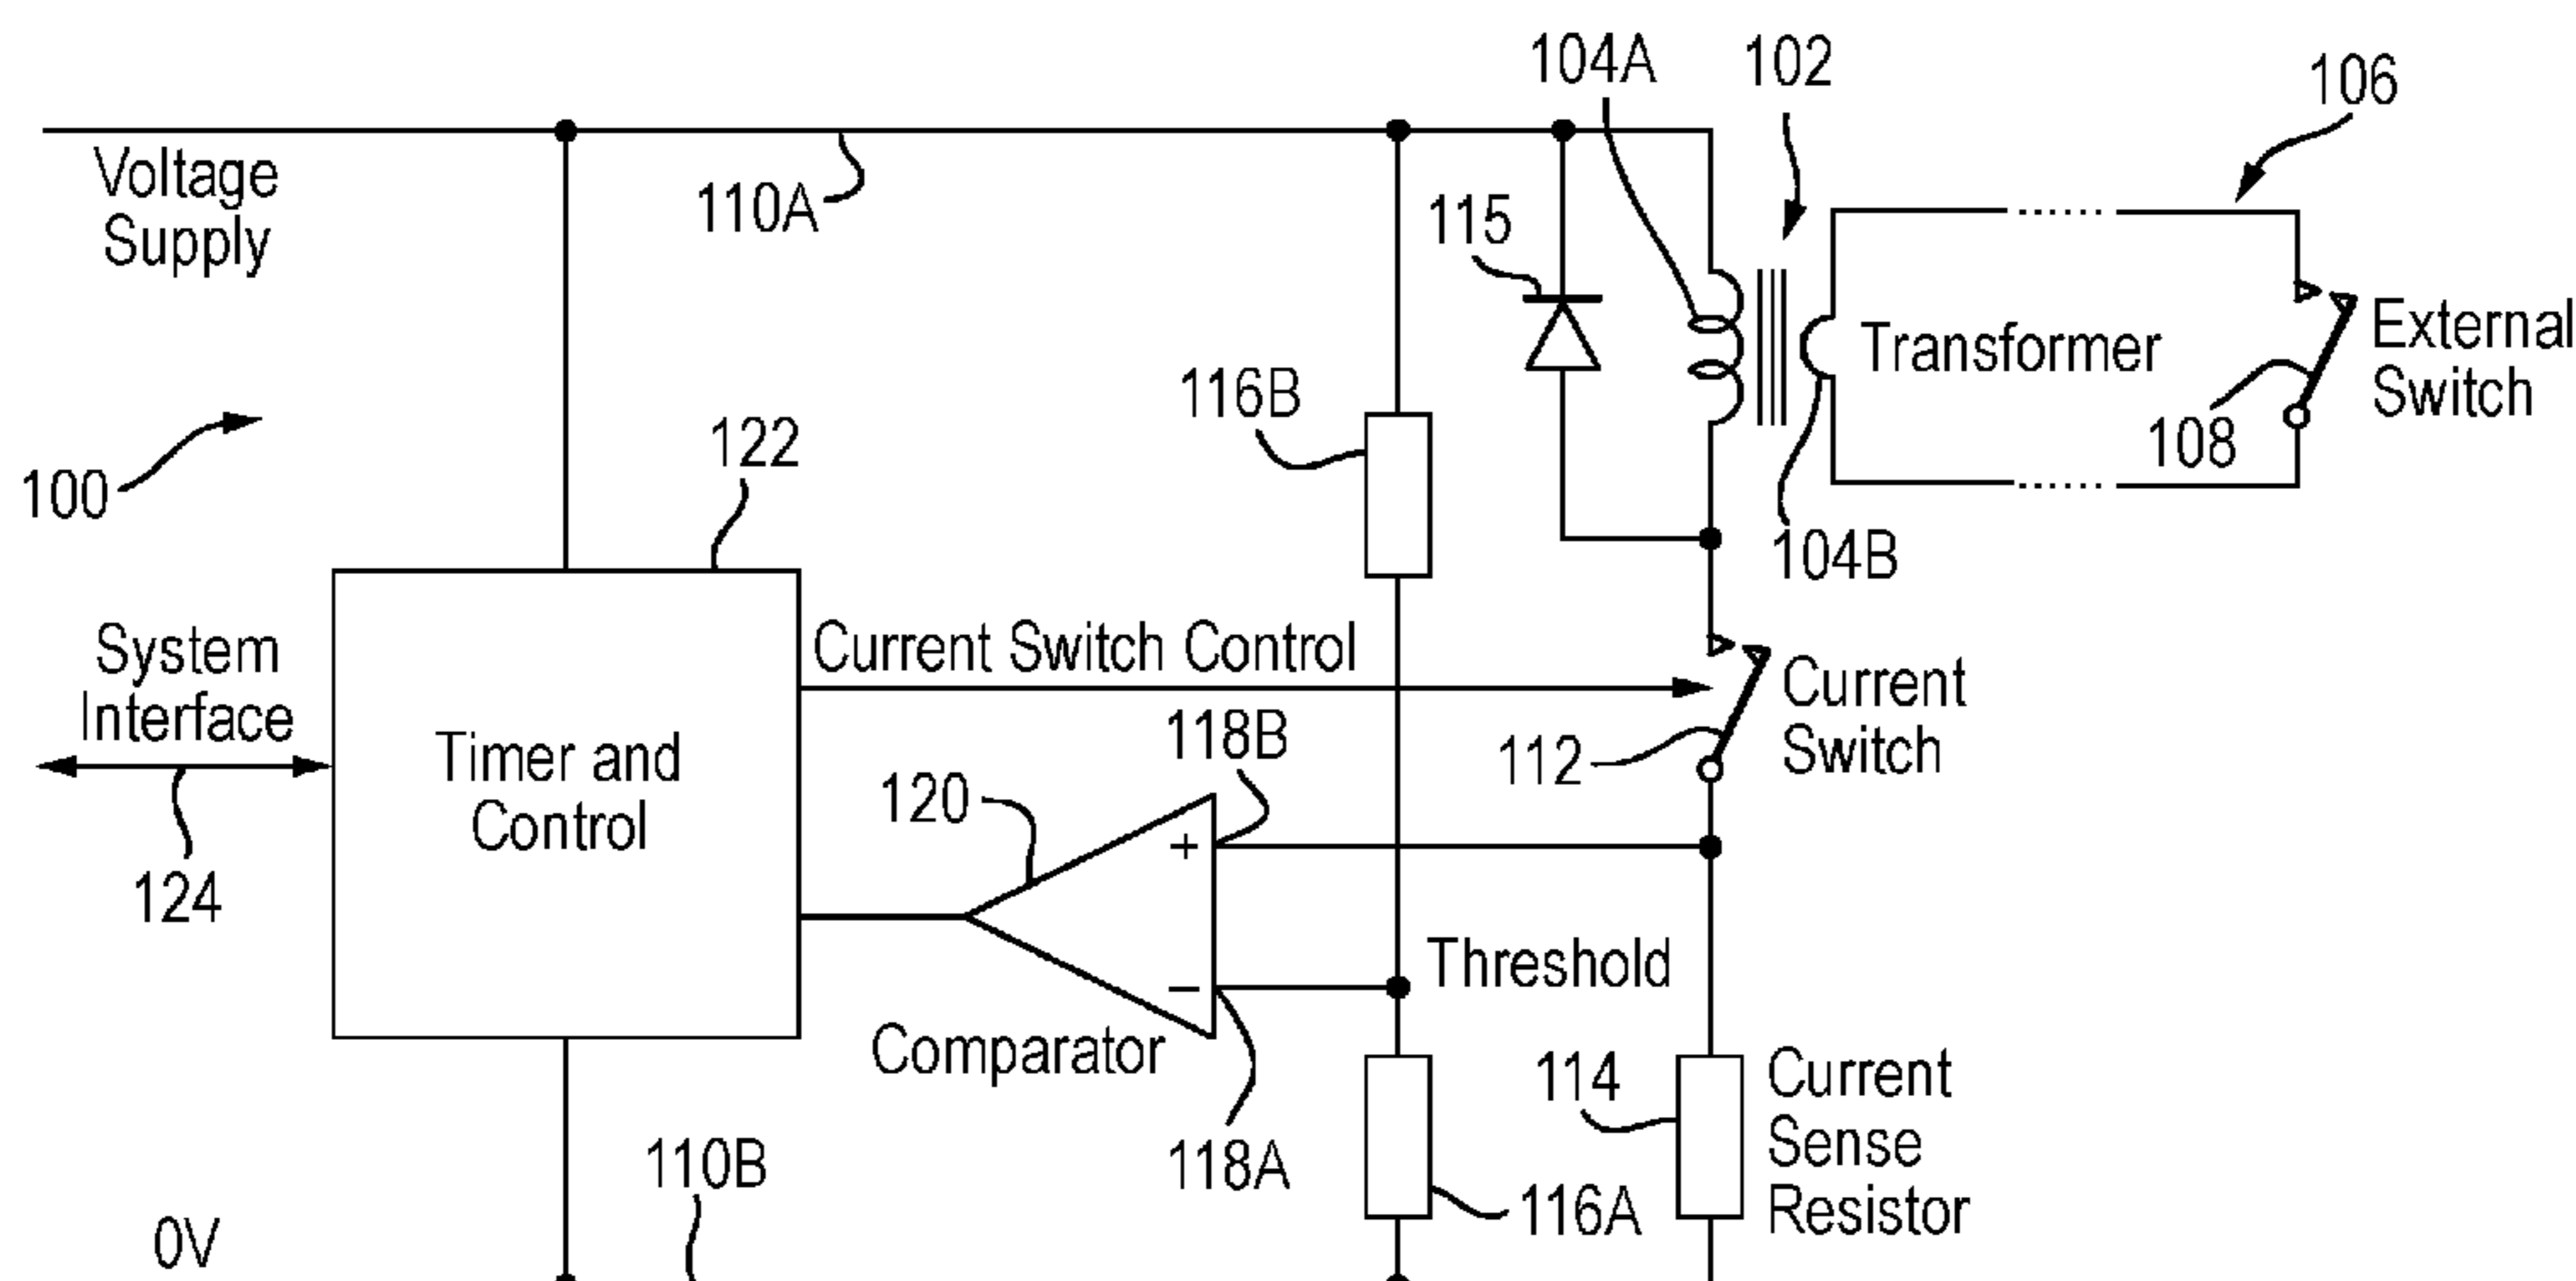 104A
102
106
Voltage
Supply
110A
115
Transformer
External
Switch
116B
108
122
100
104B
System
Interface
Current Switch Control
Current
Switch
118B
112
Timer and
Control
120
+
124
Threshold
−
Comparator
114
Current
Sense
Resistor
110B
118A
116A
0V